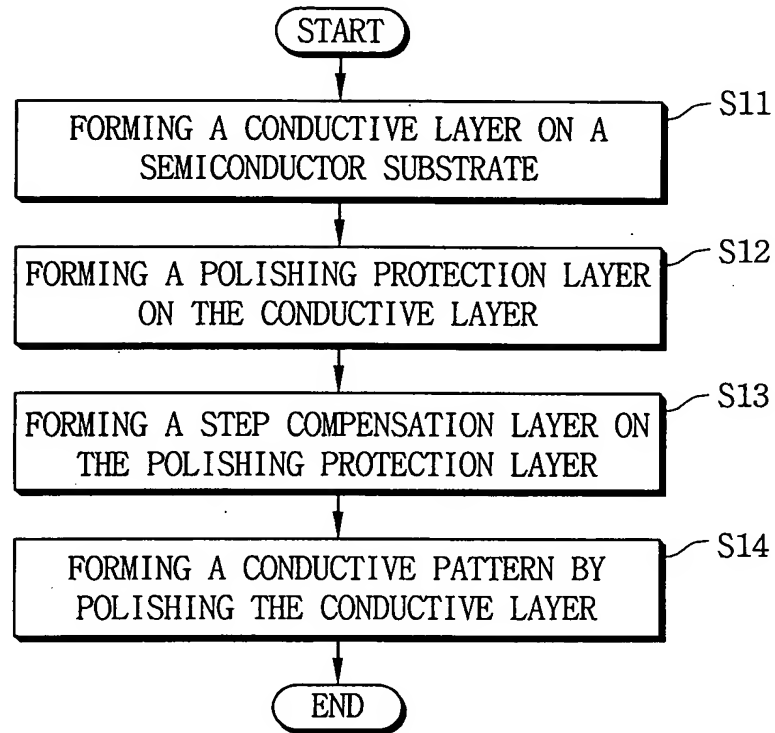 START
S11
FORMING A CONDUCTIVE LAYER ON A
SEMICONDUCTOR SUBSTRATE
S12
FORMING A POLISHING PROTECTION LAYER
ON THE CONDUCTIVE LAYER
S13
FORMING A STEP COMPENSATION LAYER ON
THE POLISHING PROTECTION LAYER
S14
FORMING A CONDUCTIVE PATTERN BY
POLISHING THE CONDUCTIVE LAYER
END